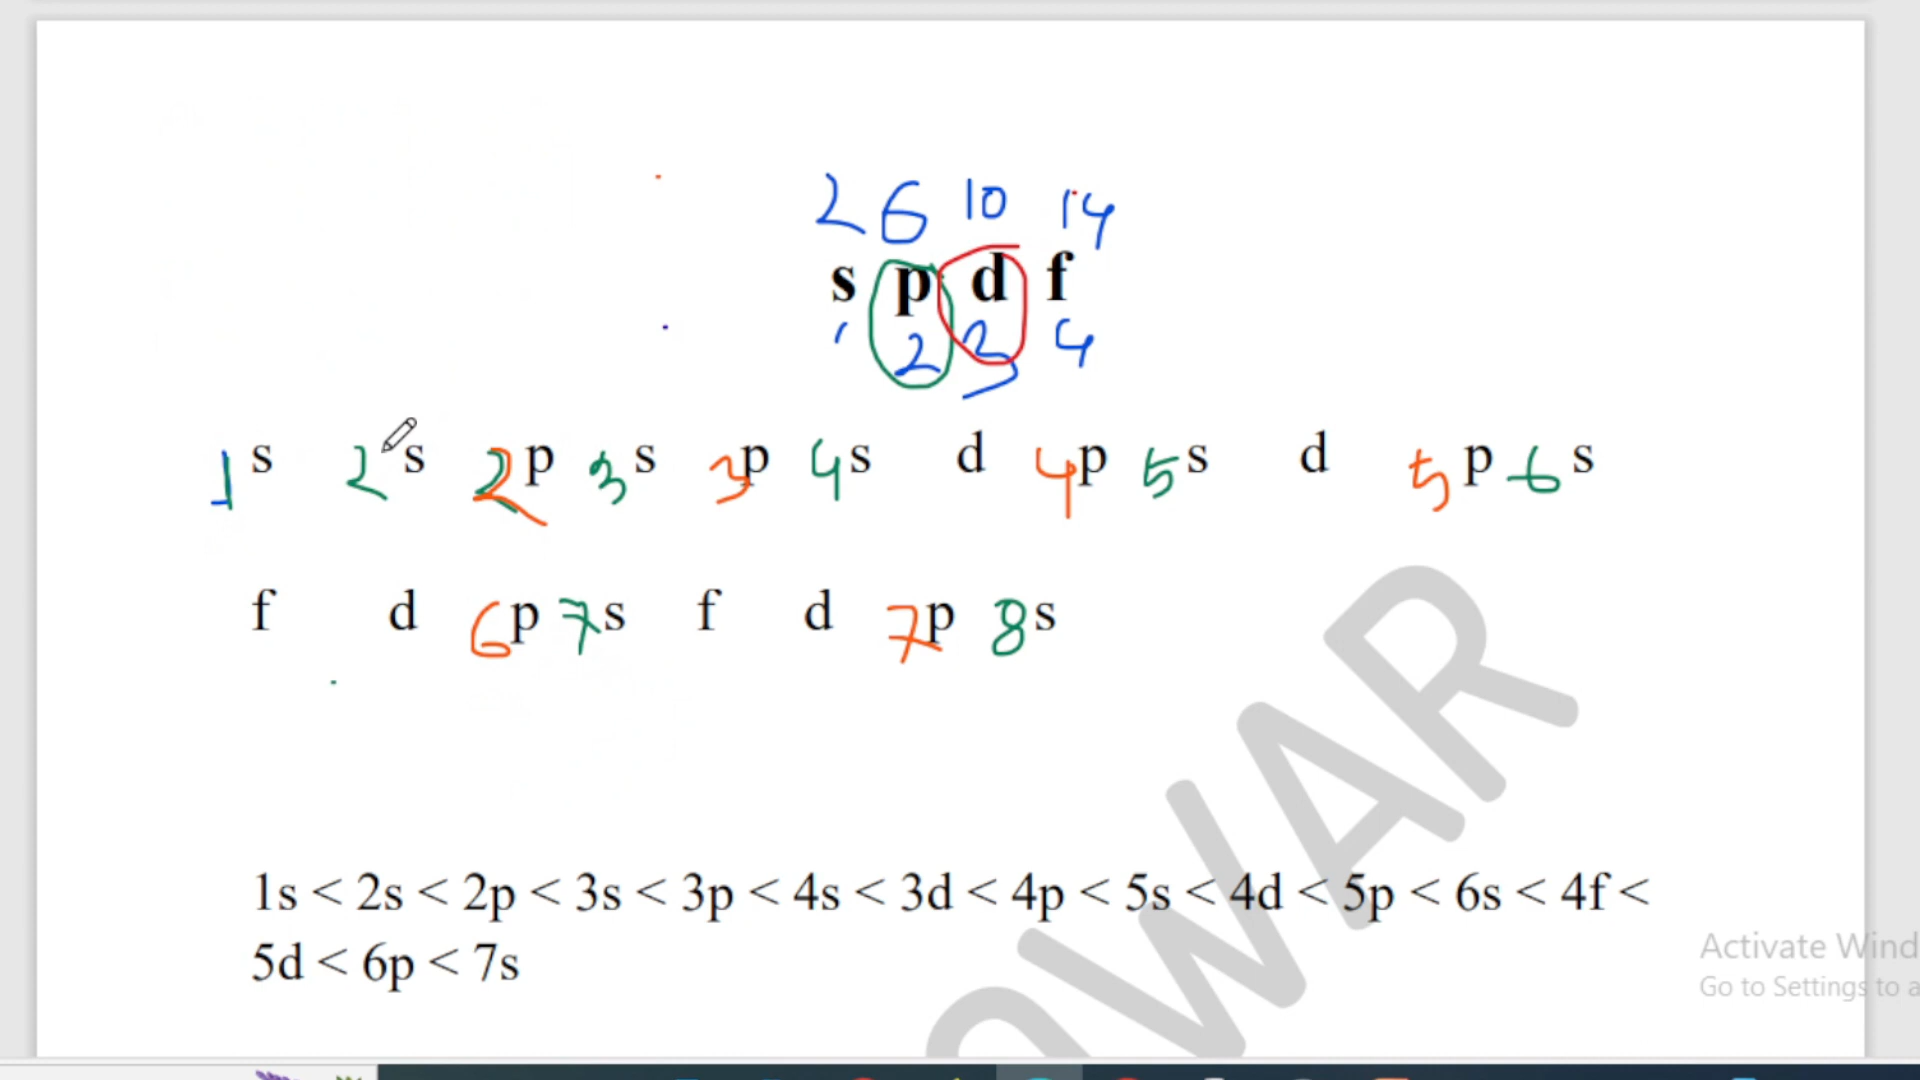 2 6 10 14
s p d f
1 2 3 4
1s 2s 2p 3s 3p 4s d 4p 5s d 5p 6s
f d 6p 7s f d 7p 8s
1s < 2s < 2p < 3s < 3p < 4s < 3d < 4p < 5s < 4d < 5p < 6s < 4f <
5d < 6p < 7s
WAR
Activate Wind
Go to Settings to a